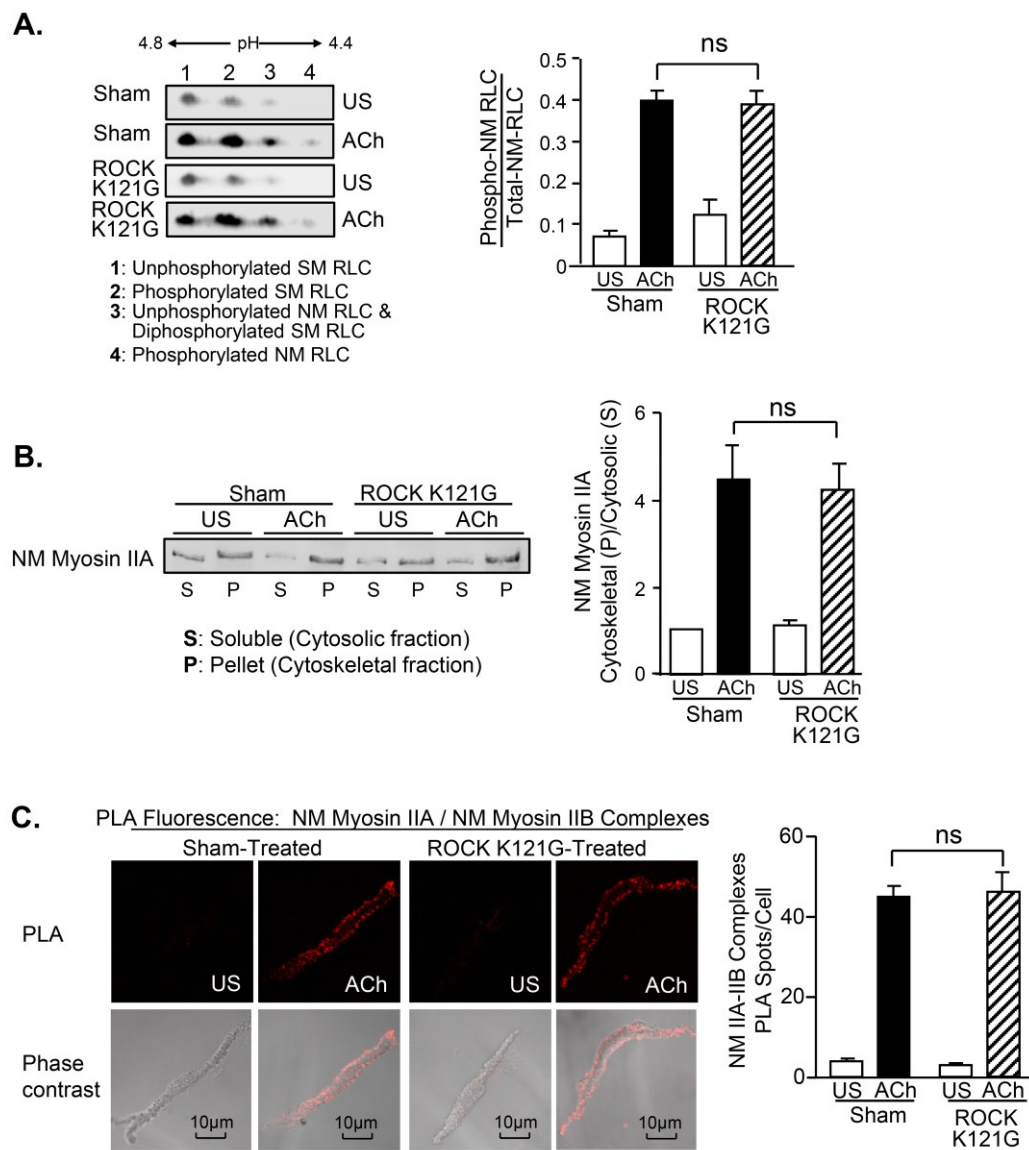 A.
4.8 pH 4.4
1 2 3 4
Sham US
Sham ACh
ROCK
K121G US
ROCK
K121G ACh
1: Unphosphorylated SM RLC
2: Phosphorylated SM RLC
3: Unphosphorylated NM RLC &
Diphosphorylated SM RLC
4: Phosphorylated NM RLC
Phospho-NM RLC
Total-NM-RLC
0.5
0.4
0.3
0.2
0.1
0
ns
US ACh US ACh
Sham ROCK
K121G
B.
Sham ROCK K121G
US ACh US ACh
NM Myosin IIA
S P S P S P S P
S: Soluble (Cytosolic fraction)
P: Pellet (Cytoskeletal fraction)
NM Myosin IIA
Cytoskeletal (P)/Cytosolic (S)
6
4
2
0
ns
US ACh US ACh
Sham ROCK
K121G
C.
PLA Fluorescence: NM Myosin IIA / NM Myosin IIB Complexes
Sham-Treated ROCK K121G-Treated
PLA
US ACh US ACh
Phase
contrast
10μm 10μm 10μm 10μm
NM IIA-IIB Complexes
PLA Spots/Cell
60
40
20
0
ns
US ACh US ACh
Sham ROCK
K121G